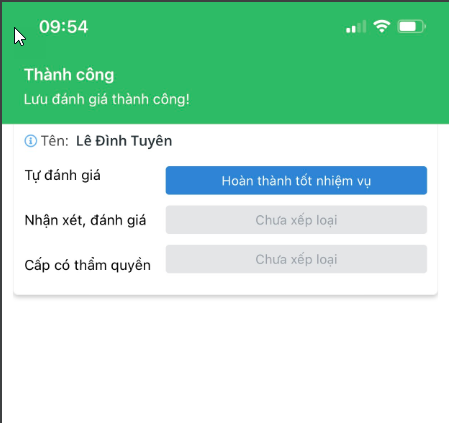 09:54
Thành công
Lưu đánh giá thành công!
Tên: Lê Đình Tuyên
Tự đánh giá
Hoàn thành tốt nhiệm vụ
Nhận xét, đánh giá
Chưa xếp loại
Cấp có thẩm quyền
Chưa xếp loại